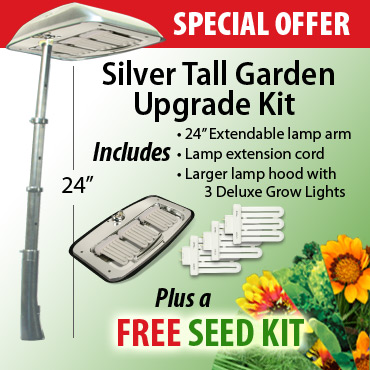 SPECIAL OFFER
Silver Tall Garden
Upgrade Kit
Includes
• 24” Extendable lamp arm
• Lamp extension cord
• Larger lamp hood with
3 Deluxe Grow Lights
24”
Plus a
FREE SEED KIT